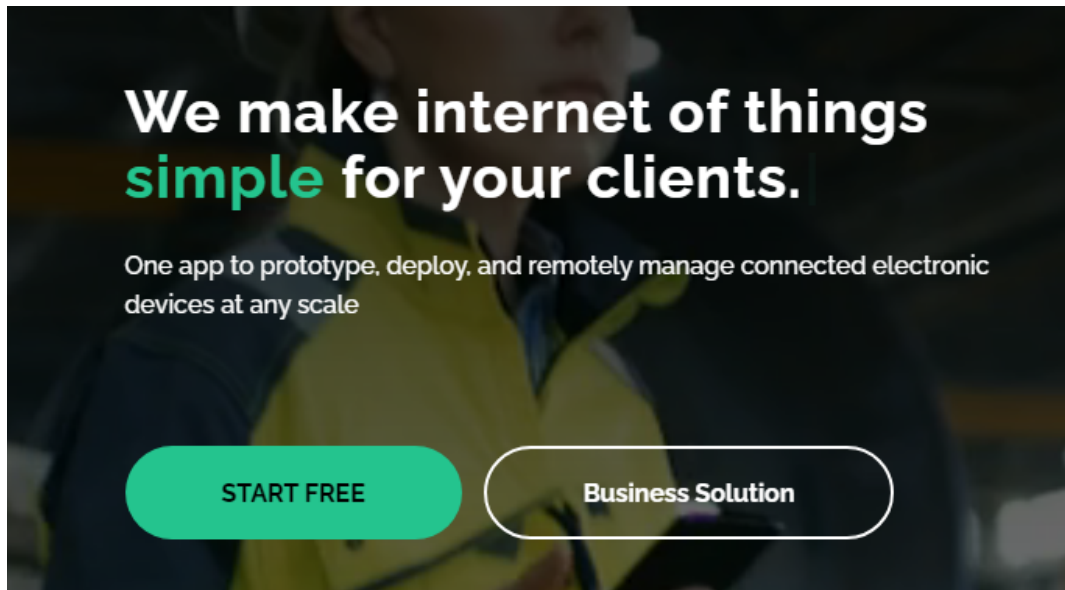 We make internet of things
simple for your clients.
One app to prototype, deploy, and remotely manage connected electronic
devices at any scale
START FREE
Business Solution